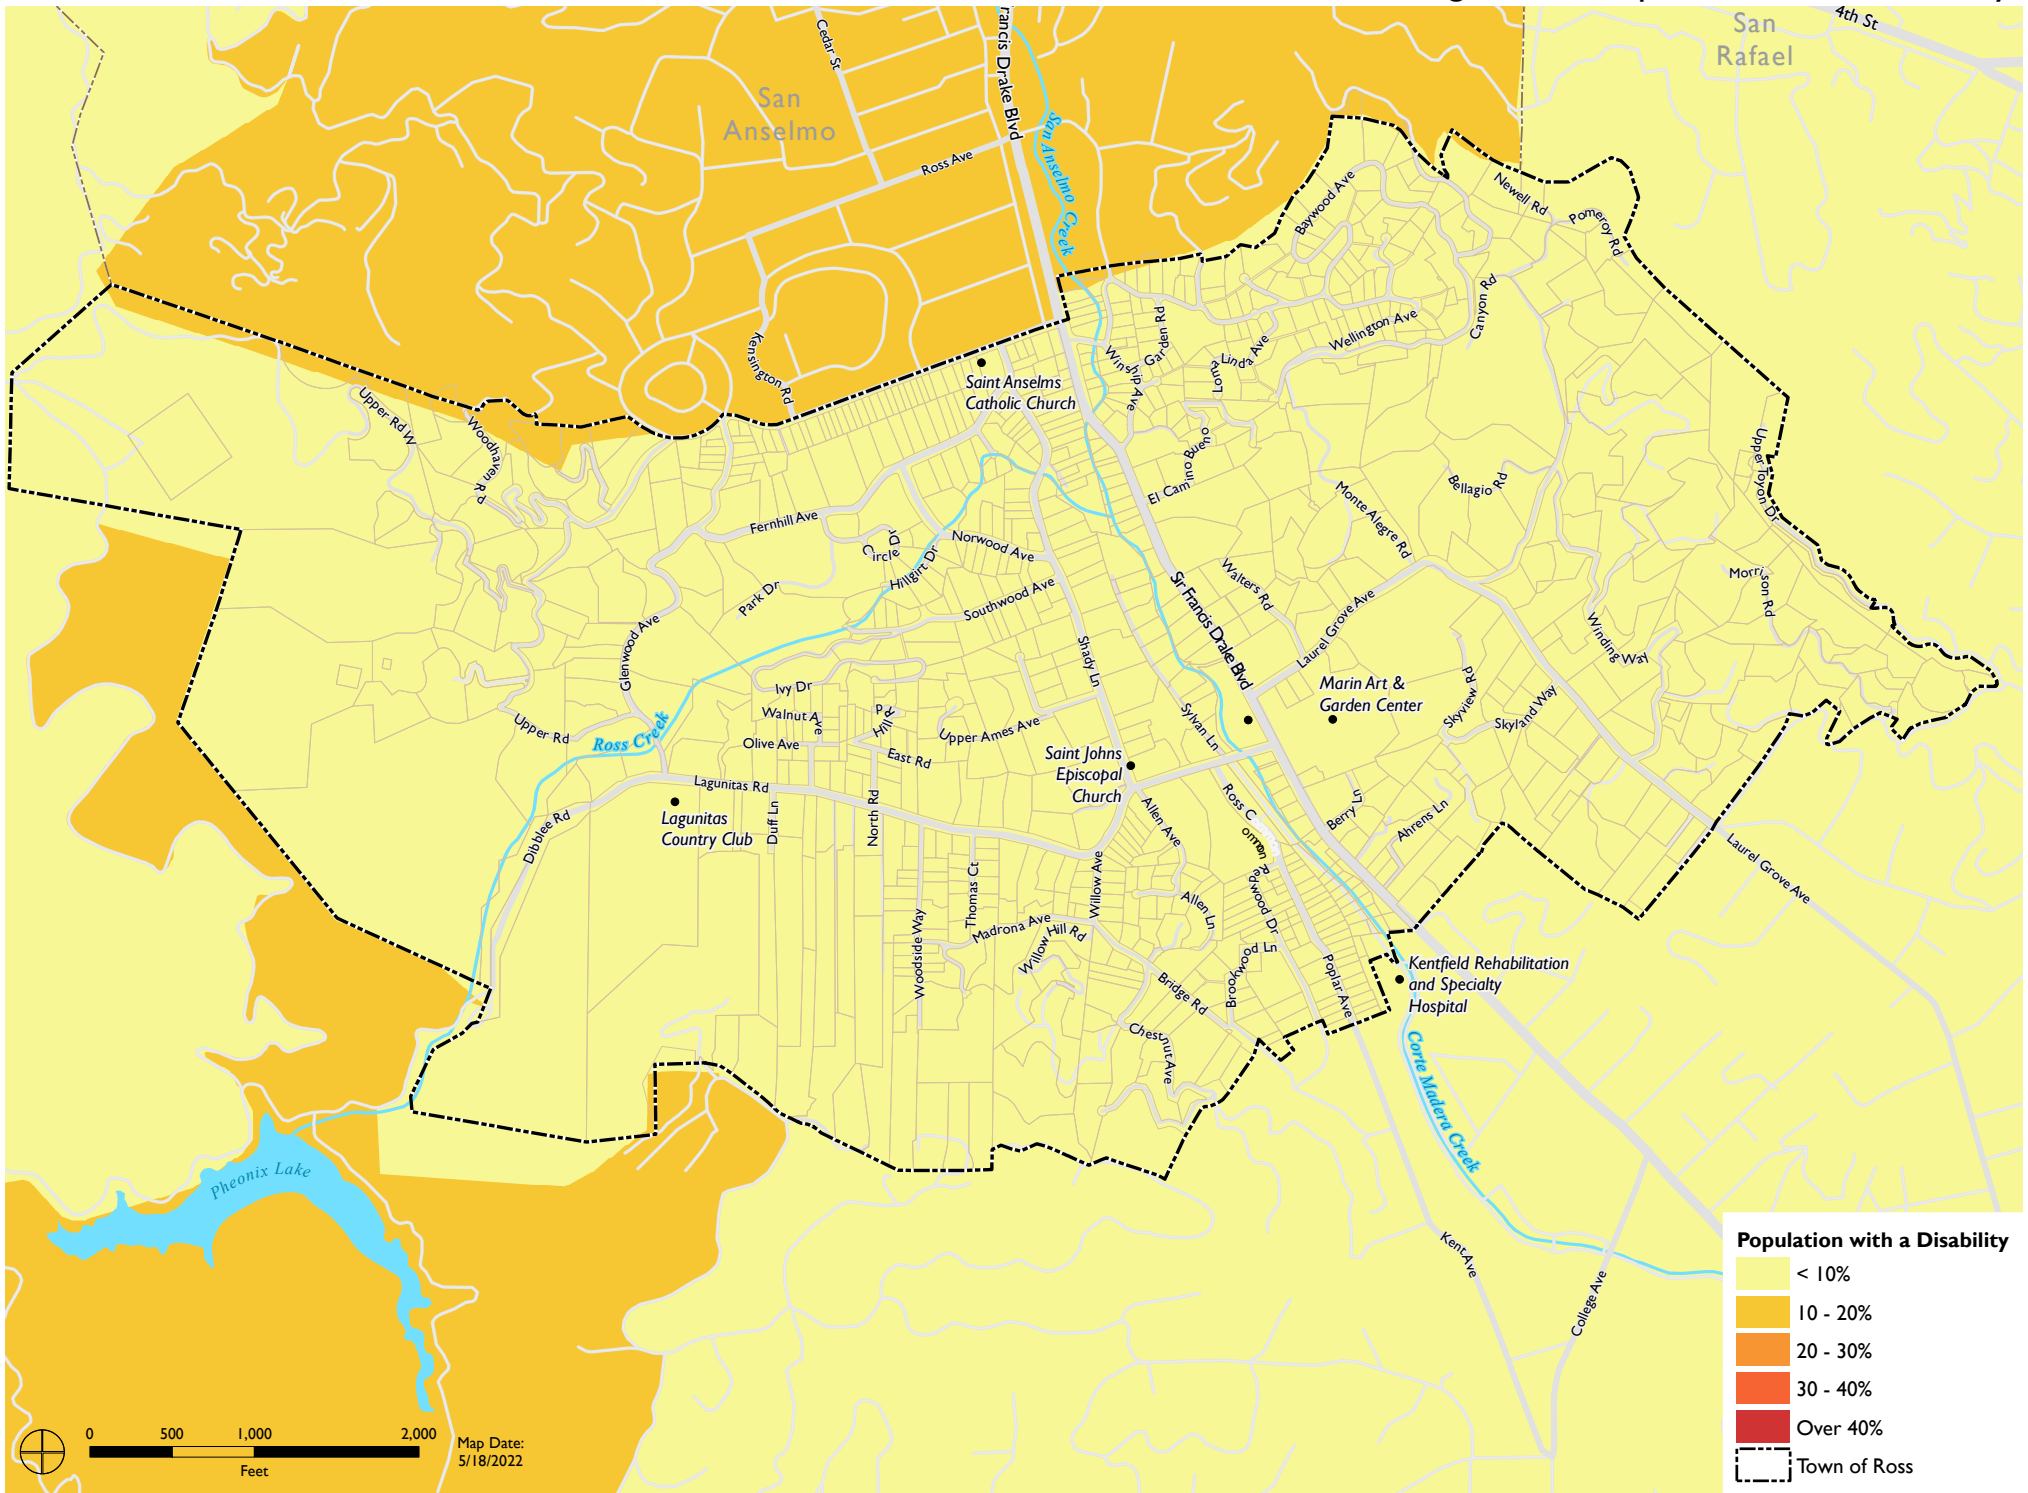 San
Rafael
4th St
Cedar St
rancis Drake Blvd
San
Anselmo
San Anselmo Creek
Ross Ave
Baywood Ave
Newell Rd
Pomeroy Rd
Canyon Rd
Kensington Rd
Garden Rd
Winship Ave
Linda Ave
Loma
Wellington Ave
Saint Anselms
Catholic Church
Upper Rd W
Woodhaven Rd
El Camino Bueno
Bellagio Rd
Upper Toyon Dr
Monte Alegre Rd
Fernhill Ave
Circle Dr
Norwood Ave
Hillgirt Dr
Park Dr
Southwood Ave
Walters Rd
Sir Francis Drake Blvd
Laurel Grove Ave
Morrison Rd
Winding Way
Glenwood Ave
Shady Ln
Ivy Dr
Walnut Ave
Hill Rd
Upper Rd
Ross Creek
Olive Ave
East Rd
Upper Ames Ave
Sylvan Ln
Marin Art &
Garden Center
Skyview Rd
Skyland Way
Saint Johns
Episcopal
Church
Lagunitas Rd
Lagunitas
Country Club
Duff Ln
North Rd
Dibblee Rd
Allen Ave
Ross Common
Redwood Dr
Berry Ln
Ahrens Ln
Laurel Grove Ave
Thomas Ct
Willow Ave
Allen Ln
Woodside Way
Madrona Ave
Willow Hill Rd
Brookwood Ln
Poplar Ave
Bridge Rd
Kentfield Rehabilitation
and Specialty
Hospital
Chestnut Ave
Corte Madera Creek
Pheonix Lake
Kent Ave
College Ave
Population with a Disability
< 10%
10 - 20%
20 - 30%
30 - 40%
Over 40%
Town of Ross
0 500 1,000 2,000
Feet
Map Date:
5/18/2022